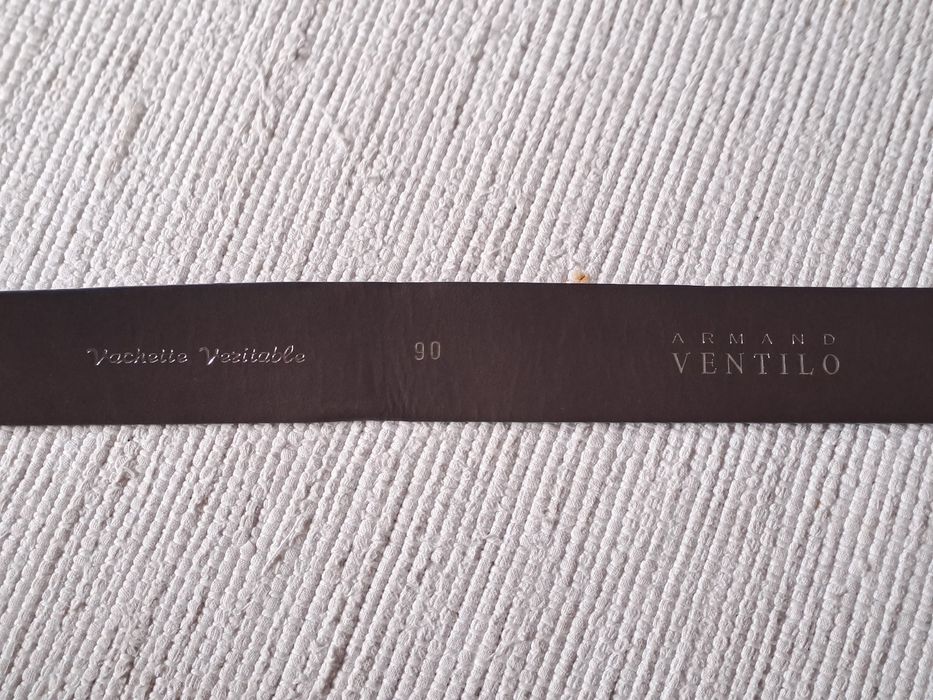 Vachette Veritable
90
ARMAND
VENTILO